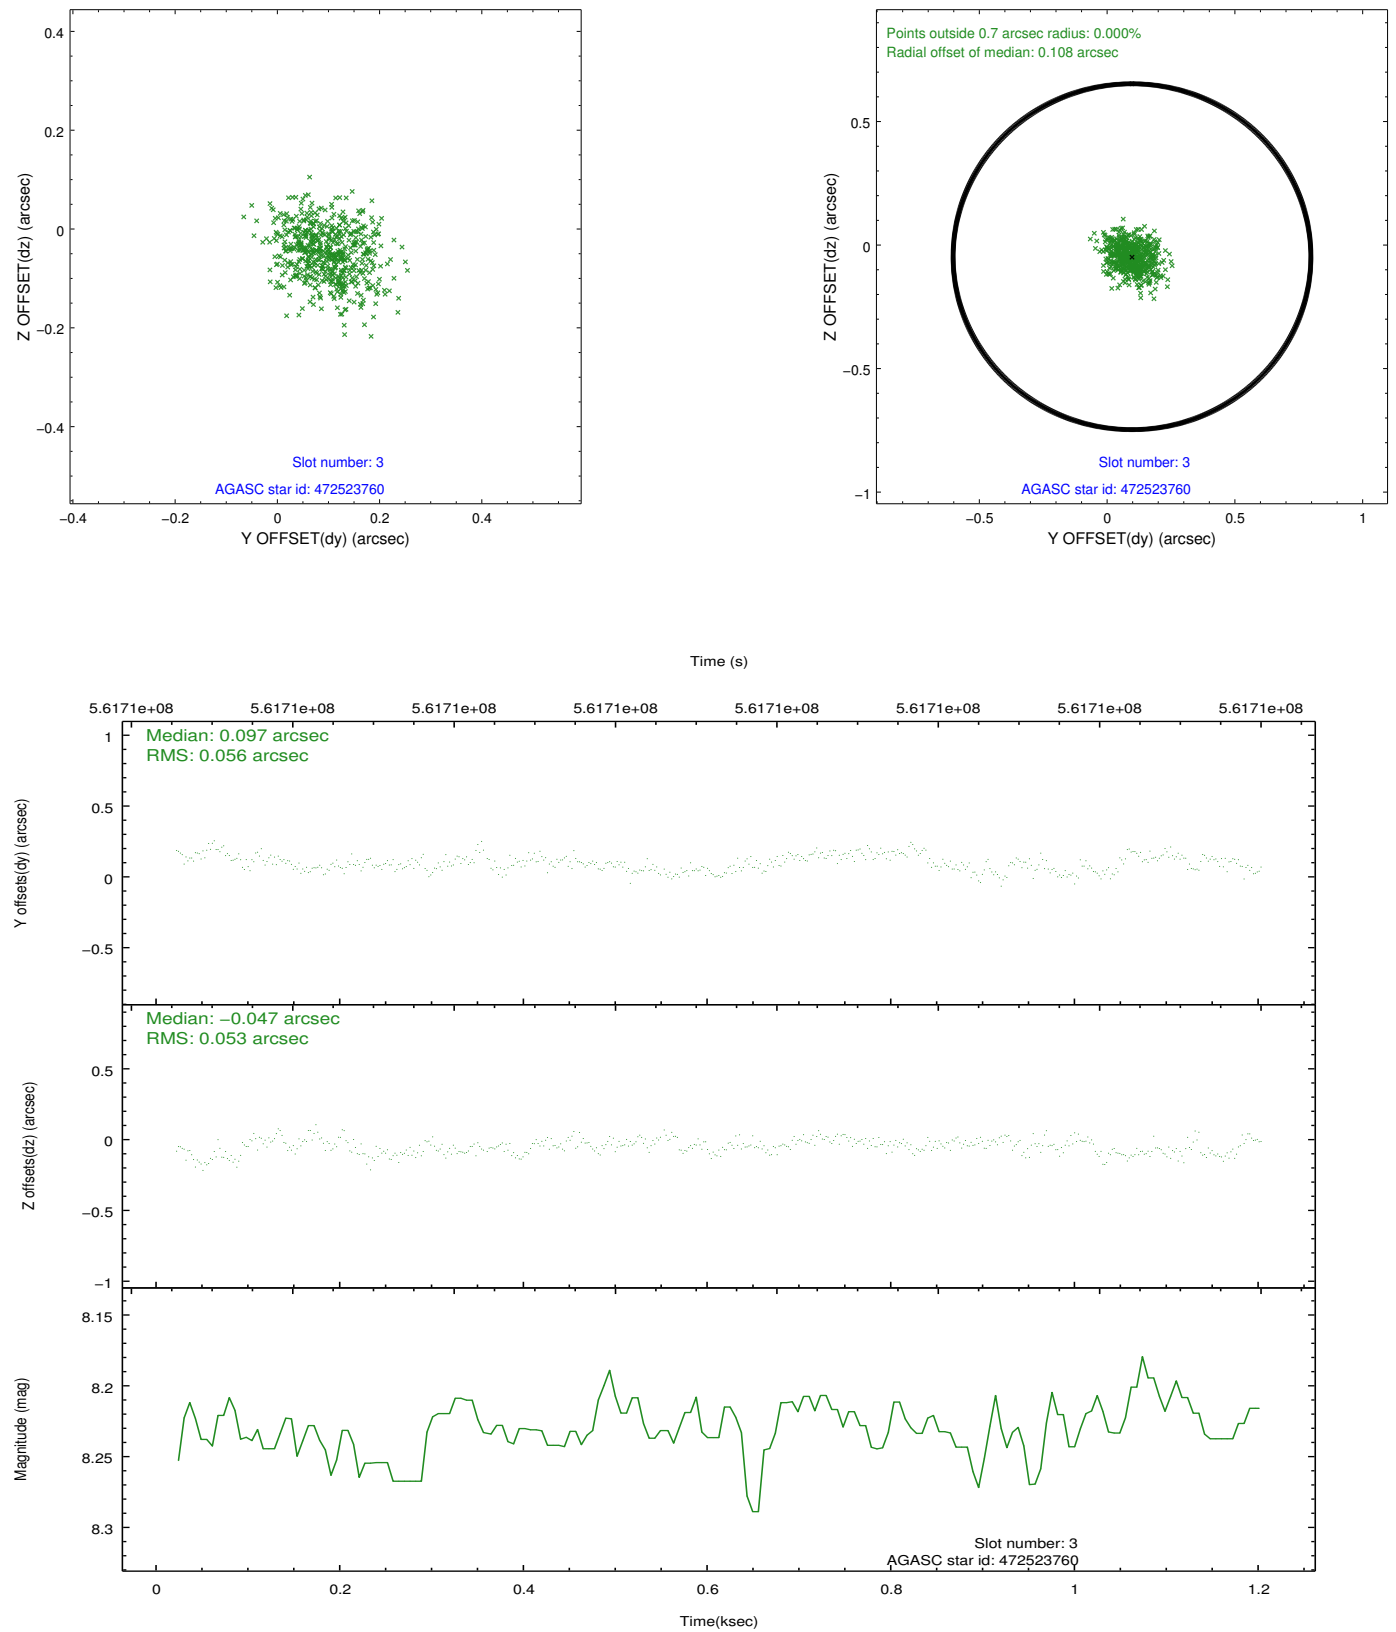 0.4
0.2
0
−0.2
−0.4
Z OFFSET(dz) (arcsec)
Slot number: 3
AGASC star id: 472523760
−0.4 −0.2 0 0.2 0.4
Y OFFSET(dy) (arcsec)
Points outside 0.7 arcsec radius: 0.000%
Radial offset of median: 0.108 arcsec
0.5
0
−0.5
−1
Z OFFSET(dz) (arcsec)
Slot number: 3
AGASC star id: 472523760
−0.5 0 0.5 1
Y OFFSET(dy) (arcsec)
Time (s)
5.6171e+08 5.6171e+08 5.6171e+08 5.6171e+08 5.6171e+08 5.6171e+08 5.6171e+08 5.6171e+08
Median: 0.097 arcsec
RMS: 0.056 arcsec
1
0.5
0
−0.5
Y offsets(dy) (arcsec)
Median: −0.047 arcsec
RMS: 0.053 arcsec
0.5
0
−0.5
−1
Z offsets(dz) (arcsec)
8.15
8.2
8.25
8.3
Magnitude (mag)
Slot number: 3
AGASC star id: 472523760
0 0.2 0.4 0.6 0.8 1 1.2
Time(ksec)